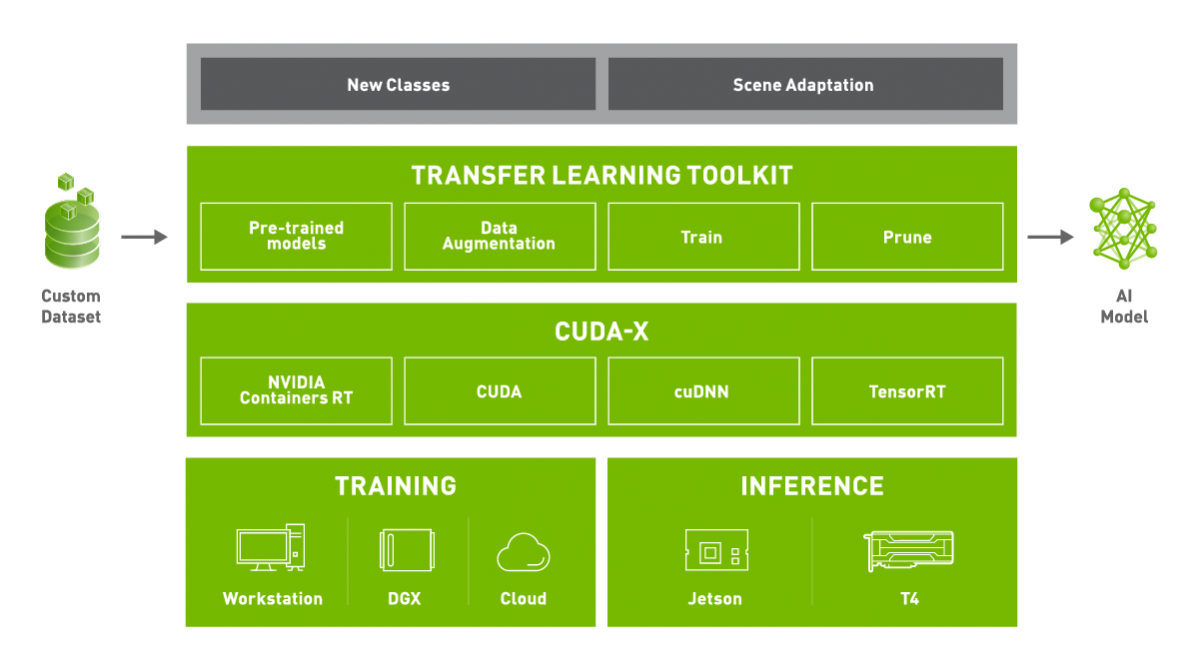 New Classes
Scene Adaptation
TRANSFER LEARNING TOOLKIT
Pre-trained
models
Data
Augmentation
Train
Prune
Custom
Dataset
AI
Model
CUDA-X
NVIDIA
Containers RT
CUDA
cuDNN
TensorRT
TRAINING
Workstation
DGX
Cloud
INFERENCE
Jetson
T4